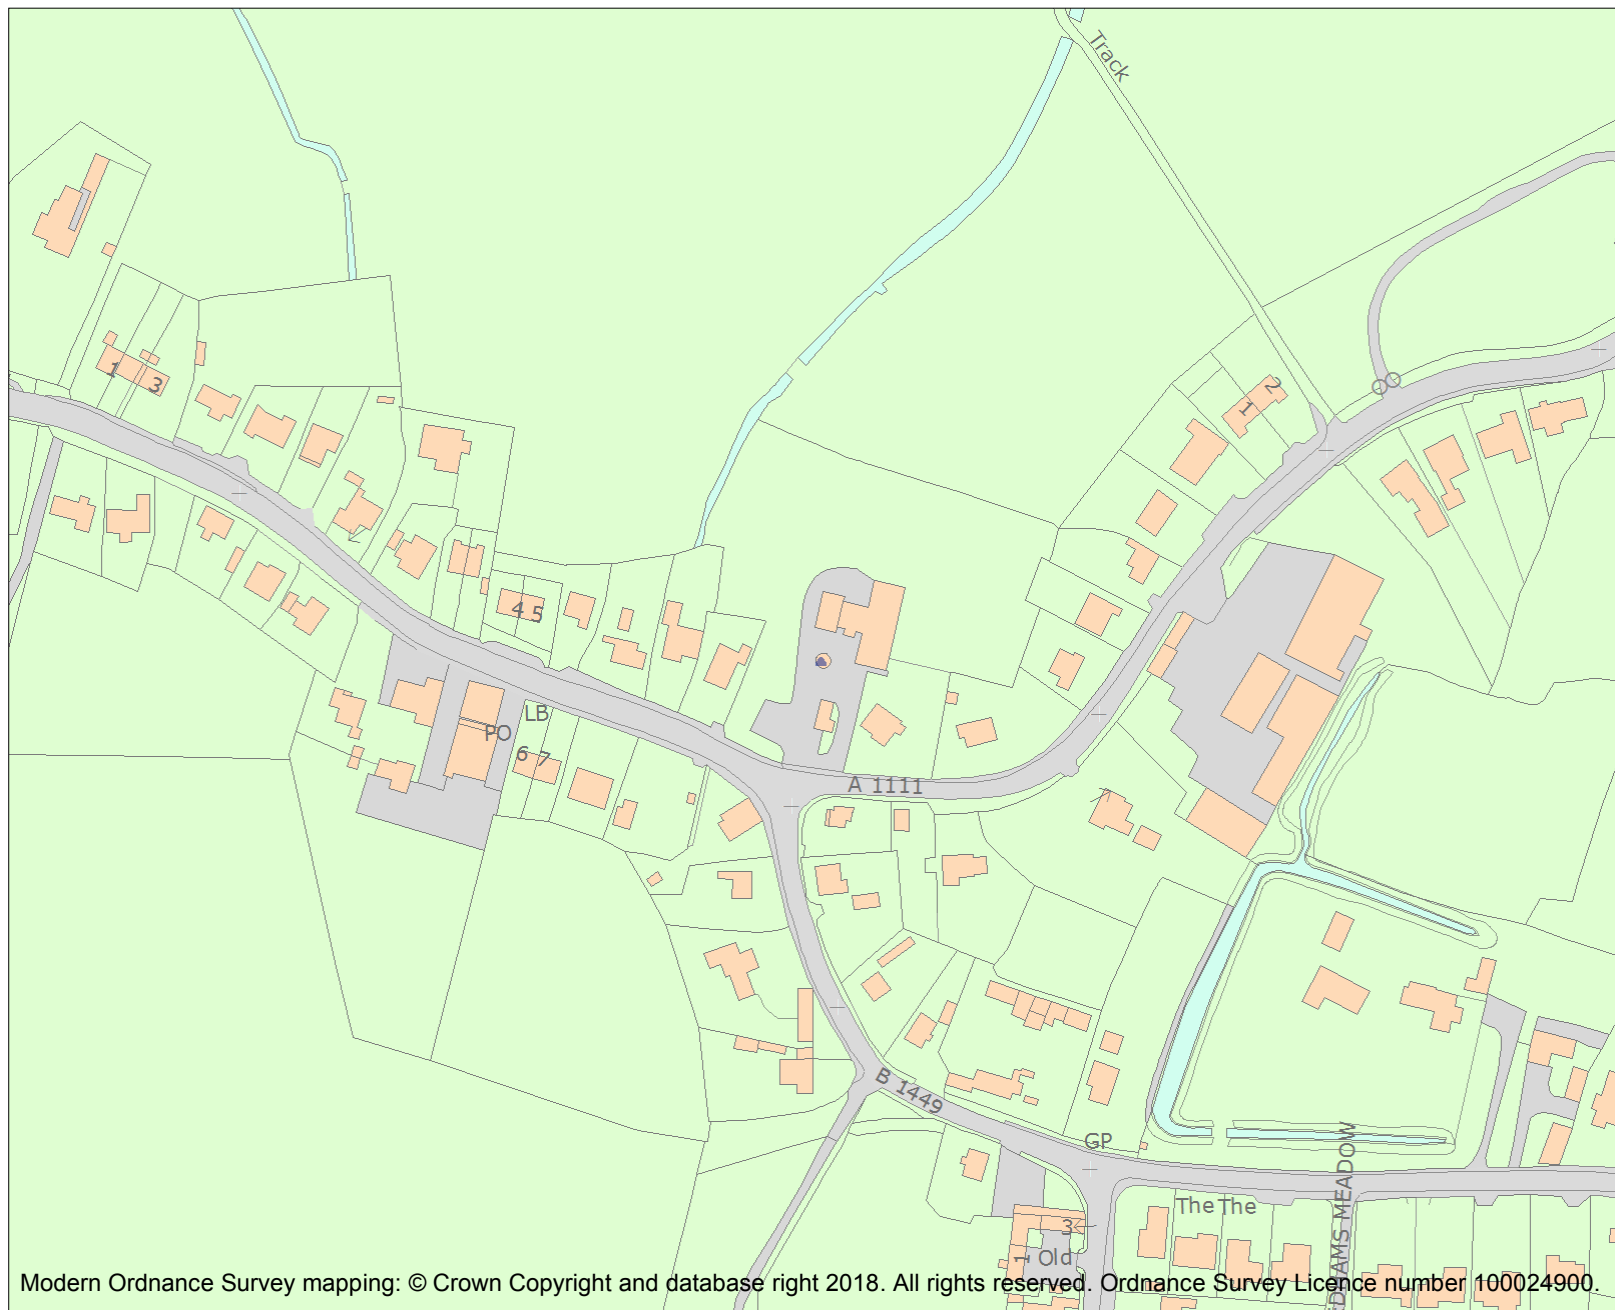 Track
1
3
2
1
4 5
LB
PO
6 7
A 1111
B 1449
GP
The The
3
1
Old
DHAMS MEADOW
Modern Ordnance Survey mapping: © Crown Copyright and database right 2018. All rights reserved. Ordnance Survey Licence number 100024900.